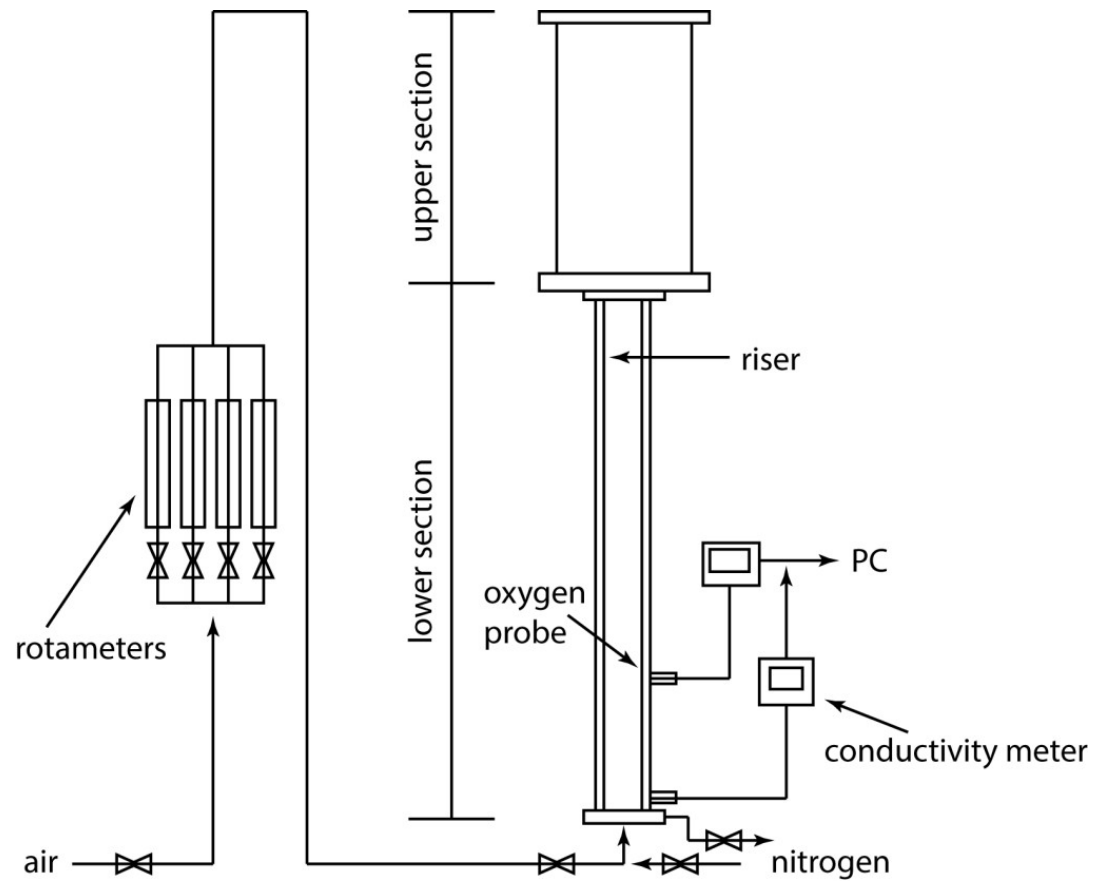 upper section
riser
lower section
oxygen
probe
PC
rotameters
conductivity meter
air
nitrogen